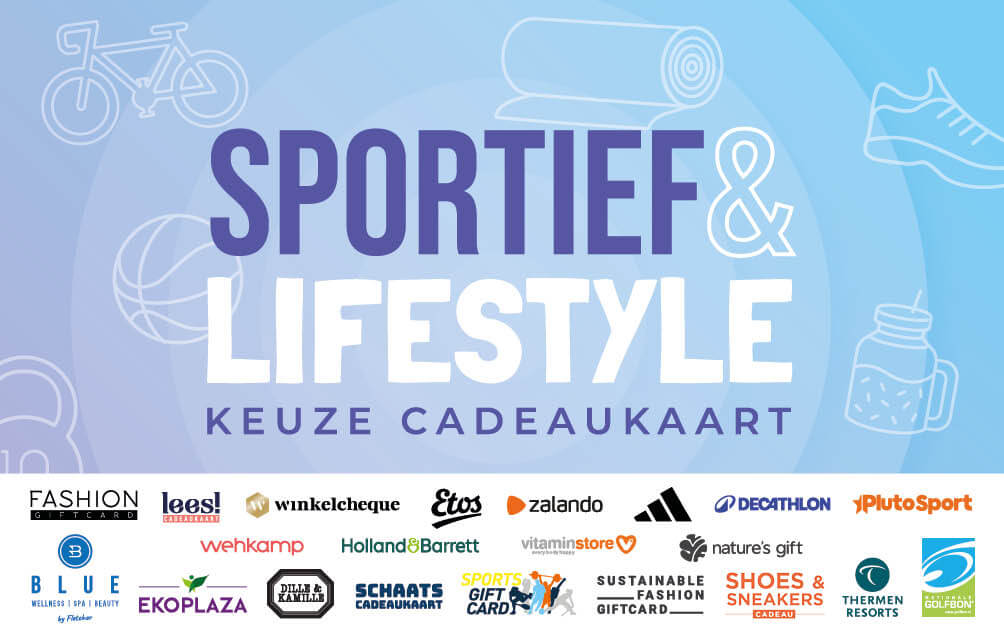 SPORTIEF &
LIFESTYLE
KEUZE CADEAUKAART
FASHION
GIFTCARD
lees!
CADEAUKAART
winkelcheque
Etos
zalando
DECATHLON
PlutoSport
wehkamp
Holland&Barrett
vitaminstore
every body happy
nature's gift
B
BLUE
WELLNESS | SPA | BEAUTY
by Fletcher
EKOPLAZA
DILLE &
KAMILLE
SCHAATS
CADEAUKAART
SPORTS
GIFT
CARD
SUSTAINABLE
FASHION
GIFTCARD
SHOES &
SNEAKERS
CADEAU
THERMEN
RESORTS
NATIONALE
GOLFBON